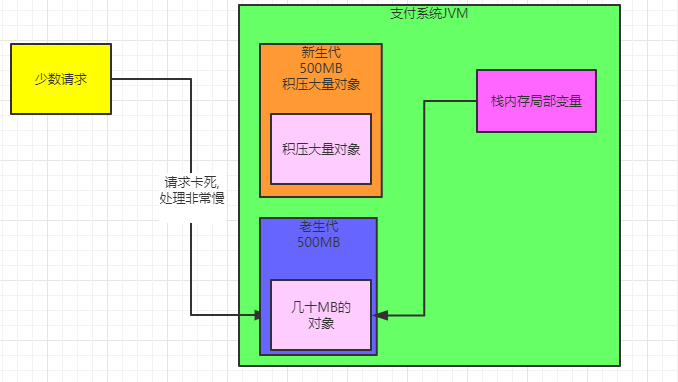 支付系统JVM
少数请求
新生代
500MB
积压大量对象
积压大量对象
栈内存局部变量
请求卡死,
处理非常慢
老生代
500MB
几十MB的
对象